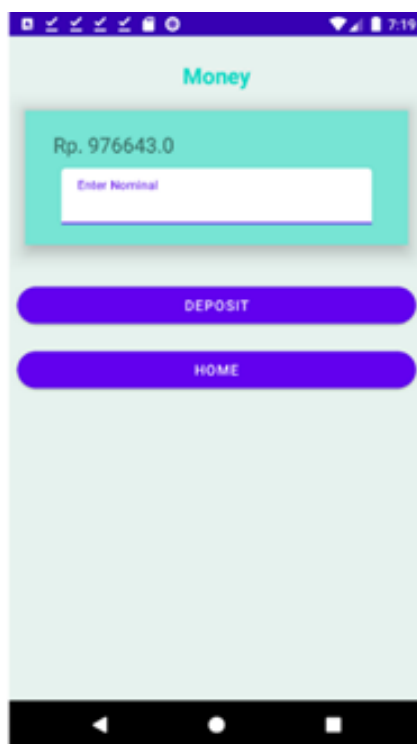 7:19
Money
Rp. 976643.0
Enter Nominal
DEPOSIT
HOME